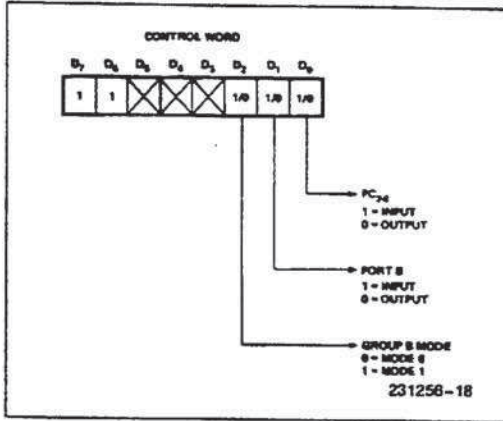 CONTROL WORD
D7 D6 D5 D4 D3 D2 D1 D0
1 1 1/0 1/0 1/0
PC2-0
1 = INPUT
0 = OUTPUT
PORT B
1 = INPUT
0 = OUTPUT
GROUP B MODE
0 = MODE 0
1 = MODE 1
231256-18